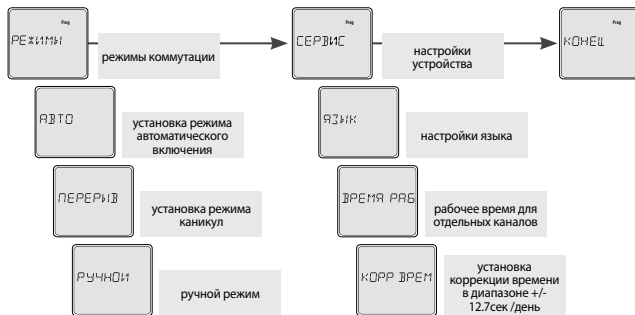 Prog
РЕЖИМЫ
режимы коммутации
Prog
СЕРВИС
настройки
устройства
Prog
КОНЕЦ
АВТО
установка режима
автоматического
включения
ЯЗЫК
настройки языка
ПЕРЕРЫВ
установка режима
каникул
ВРЕМЯ РАБ
рабочее время для
отдельных каналов
РУЧНОЙ
ручной режим
КОРР ВРЕМ
установка
коррекции времени
в диапазоне +/-
12.7сек /день